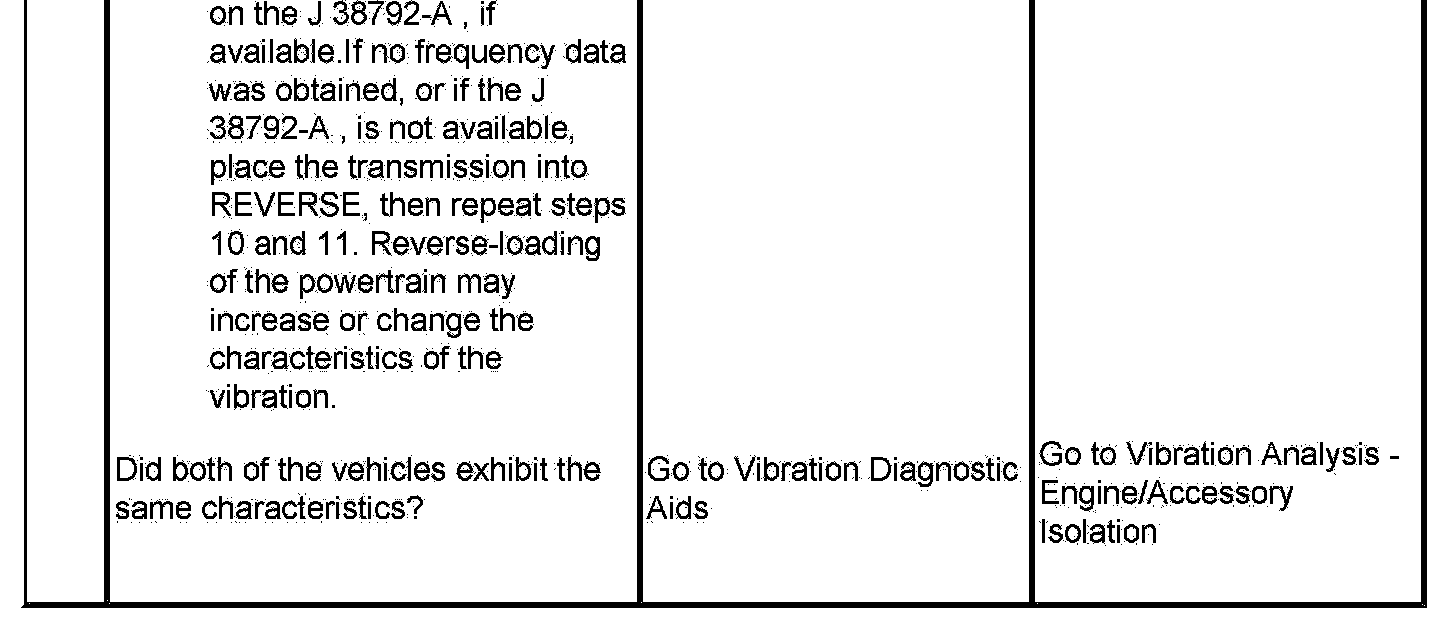 on the J 38792-A , if
available.If no frequency data
was obtained, or if the J
38792-A , is not available,
place the transmission into
REVERSE, then repeat steps
10 and 11. Reverse-loading
of the powertrain may
increase or change the
characteristics of the
vibration.
Did both of the vehicles exhibit the
same characteristics?
Go to Vibration Diagnostic
Aids
Go to Vibration Analysis -
Engine/Accessory
Isolation